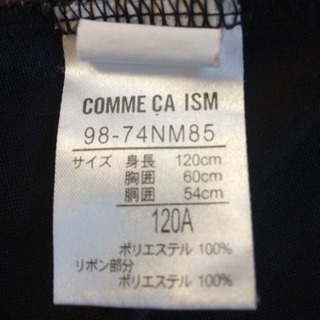 COMME ÇA ISM
98-74NM85
サイズ 身長 120cm
胸囲 60cm
胴囲 54cm
120A
ポリエステル 100%
リボン部分
ポリエステル 100%